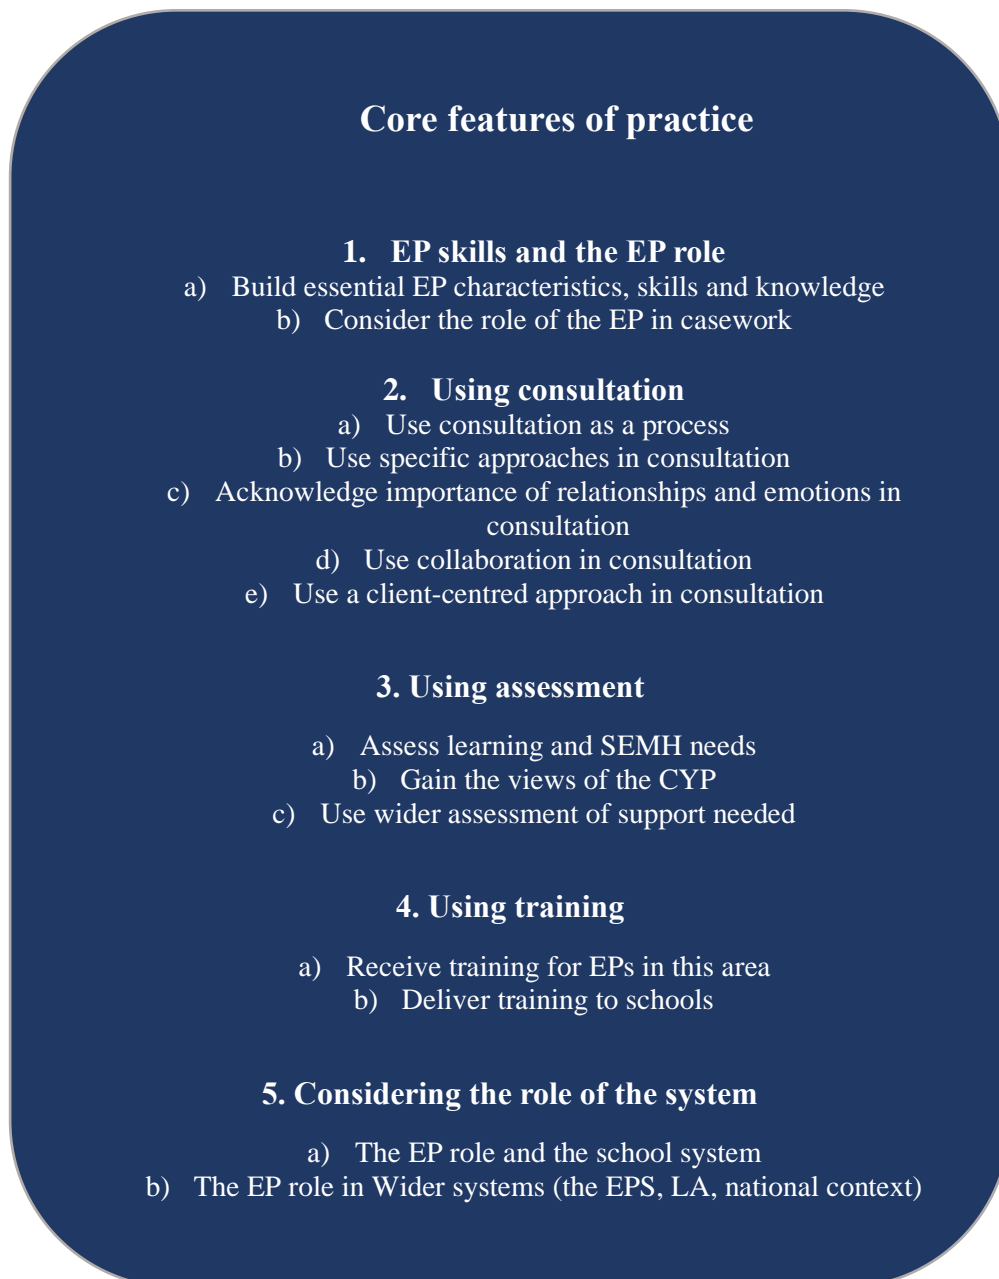 Core features of practice
1. EP skills and the EP role
a) Build essential EP characteristics, skills and knowledge
b) Consider the role of the EP in casework
2. Using consultation
a) Use consultation as a process
b) Use specific approaches in consultation
c) Acknowledge importance of relationships and emotions in
consultation
d) Use collaboration in consultation
e) Use a client-centred approach in consultation
3. Using assessment
a) Assess learning and SEMH needs
b) Gain the views of the CYP
c) Use wider assessment of support needed
4. Using training
a) Receive training for EPs in this area
b) Deliver training to schools
5. Considering the role of the system
a) The EP role and the school system
b) The EP role in Wider systems (the EPS, LA, national context)